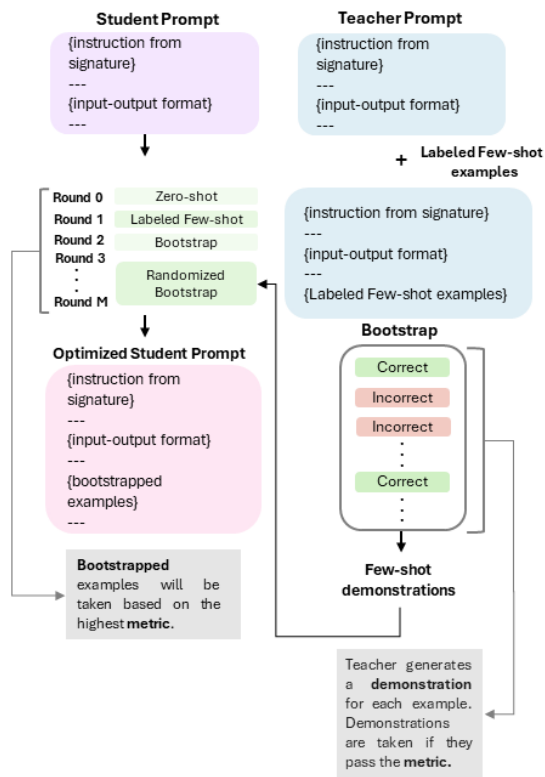 Student Prompt
{instruction from
signature}
---
{input-output format}
---
Teacher Prompt
{instruction from
signature}
---
{input-output format}
---
+ Labeled Few-shot
examples
Round 0
Zero-shot
Round 1
Labeled Few-shot
Round 2
Bootstrap
Round 3
Randomized
Bootstrap
Round M
{instruction from signature}
---
{input-output format}
---
{Labeled Few-shot examples}
Optimized Student Prompt
{instruction from
signature}
---
{input-output format}
---
{bootstrapped
examples}
---
Bootstrap
Correct
Incorrect
Incorrect
Correct
Few-shot
demonstrations
Bootstrapped
examples will be
taken based on the
highest metric.
Teacher generates
a demonstration
for each example.
Demonstrations
are taken if they
pass the metric.